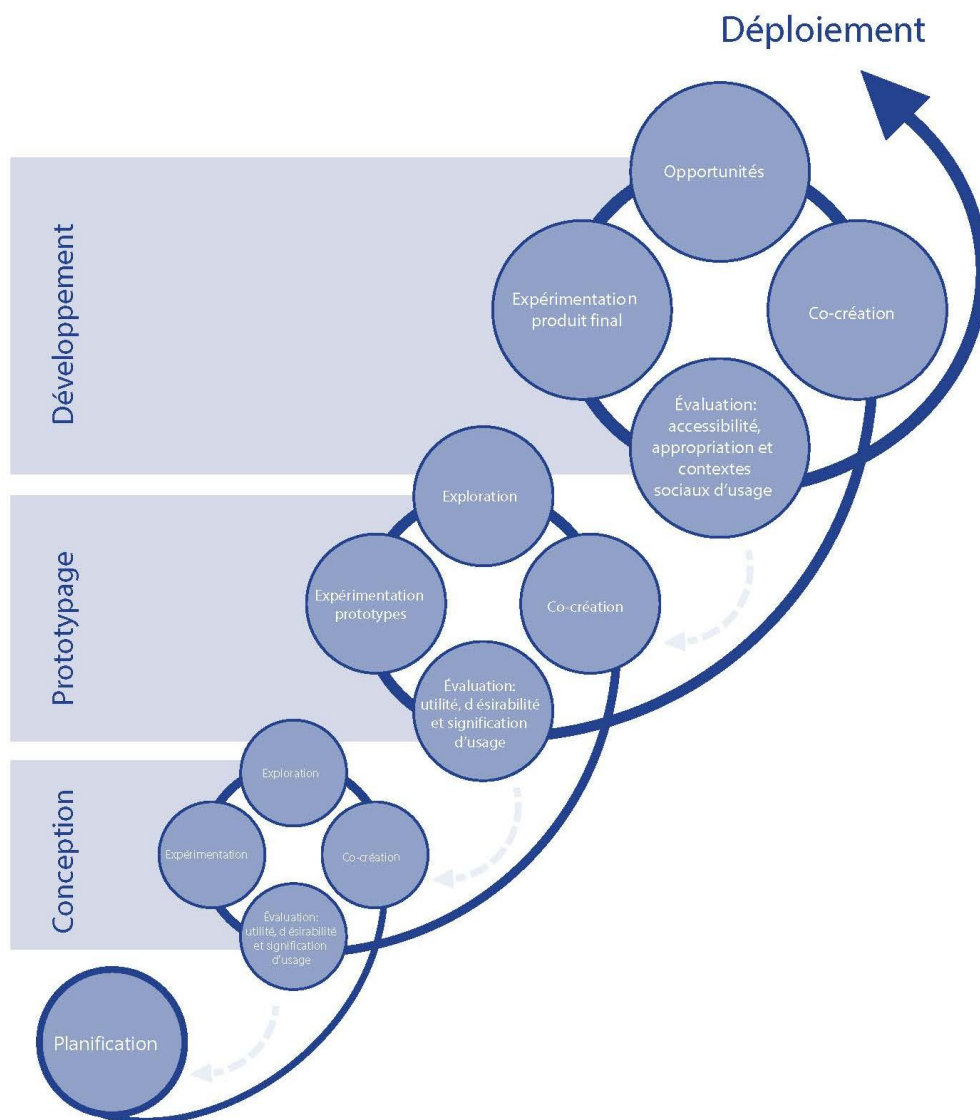 Déploiement
Développement
Opportunités
Expérimentation
produit final
Co-création
Évaluation:
accessibilité,
appropriation et
contextes
sociaux d'usage
Prototypage
Exploration
Expérimentation
prototypes
Co-création
Évaluation:
utilité, d ésirabilité
et signification
d'usage
Conception
Exploration
Expérimentation
Co-création
Évaluation:
utilité, d ésirabilité
et signification
d'usage
Planification